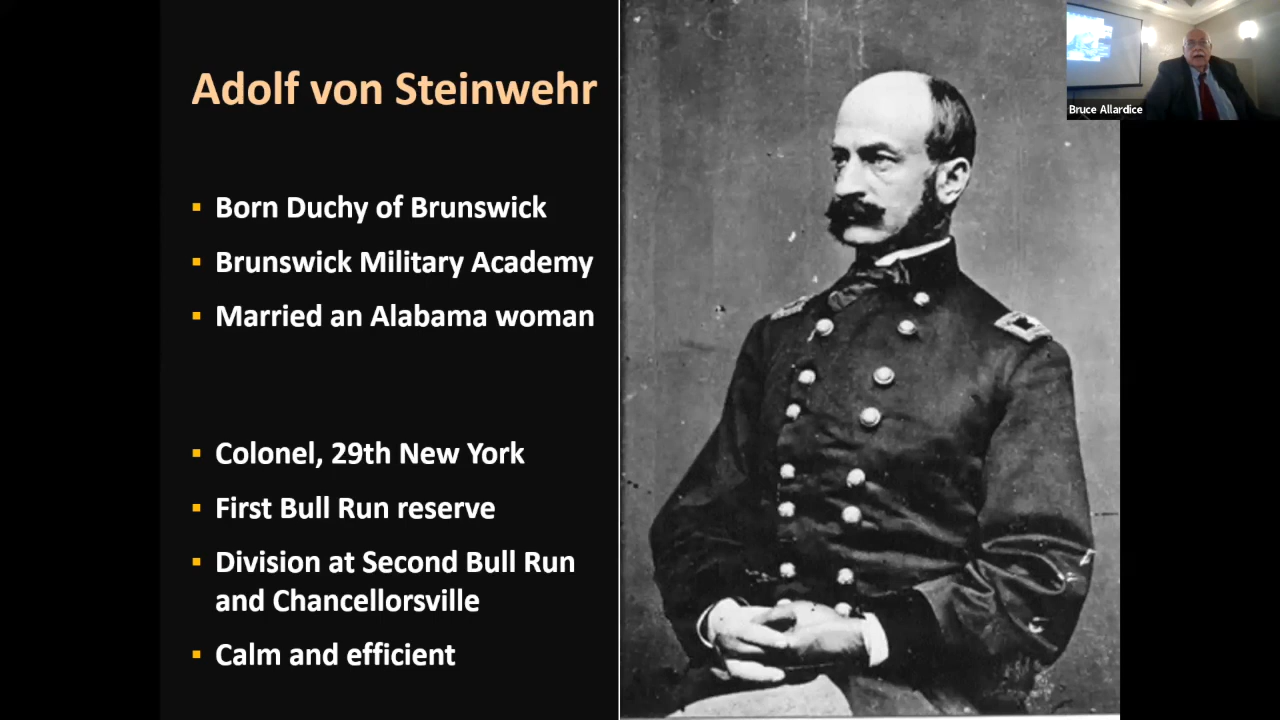 Adolf von Steinwehr
▪ Born Duchy of Brunswick
▪ Brunswick Military Academy
▪ Married an Alabama woman
▪ Colonel, 29th New York
▪ First Bull Run reserve
▪ Division at Second Bull Run
and Chancellorsville
▪ Calm and efficient
Bruce Allardice